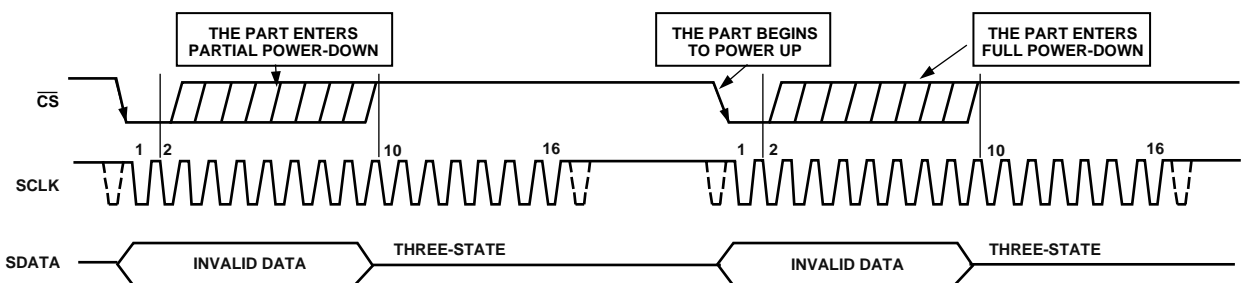 THE PART ENTERS
PARTIAL POWER-DOWN
THE PART BEGINS
TO POWER UP
THE PART ENTERS
FULL POWER-DOWN
CS
1 2 10 16 1 2 10 16
SCLK
SDATA INVALID DATA THREE-STATE INVALID DATA THREE-STATE